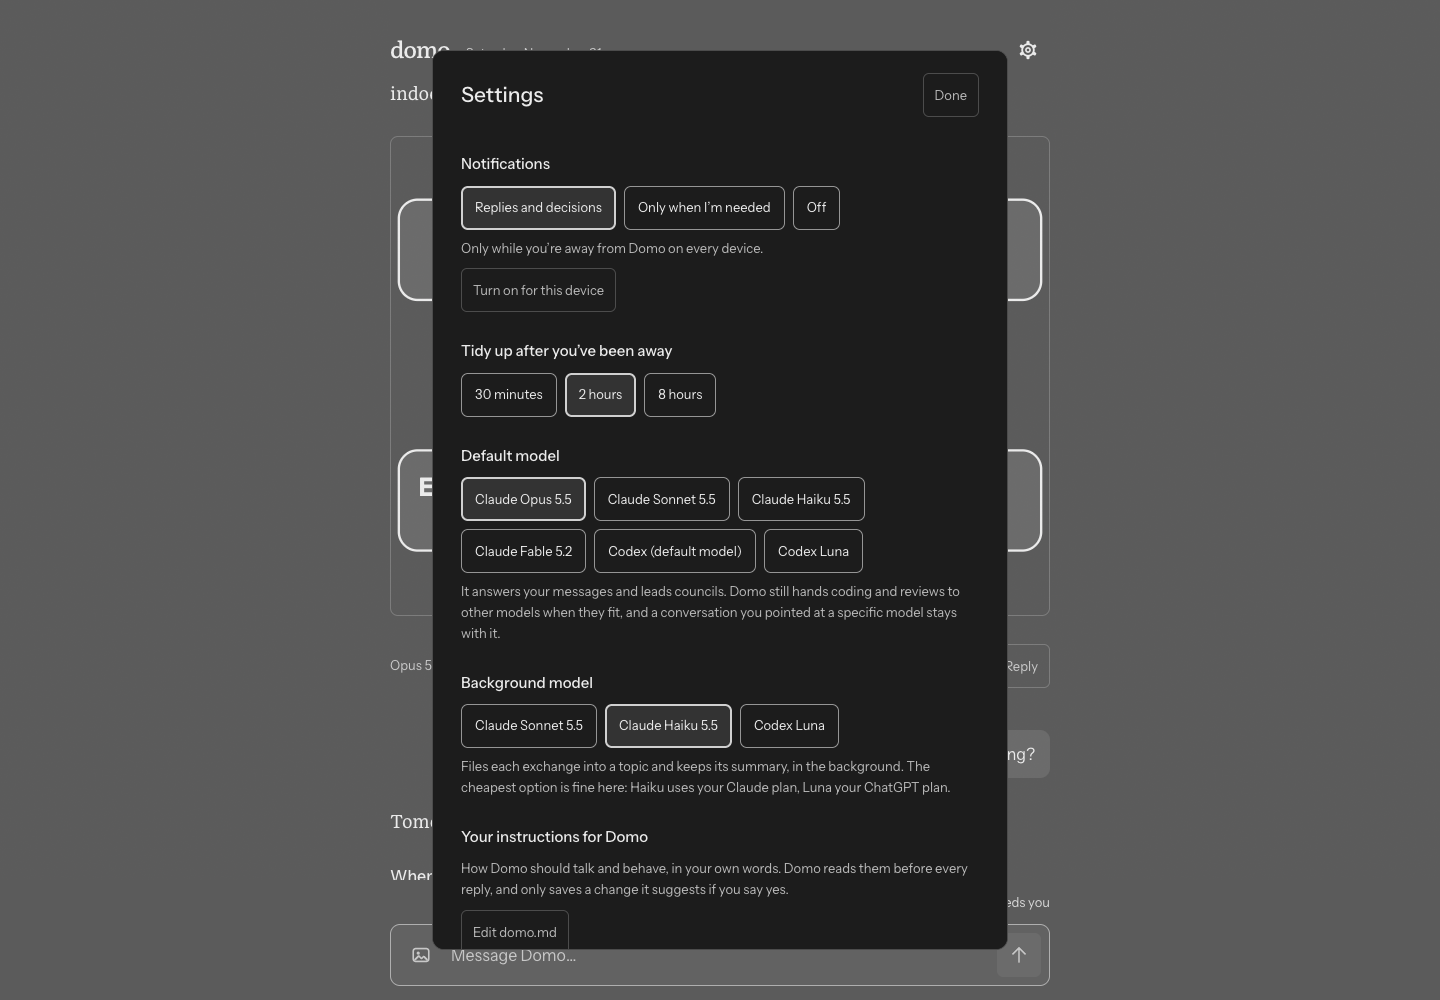 domo
Settings
Done
Notifications
Replies and decisions
Only when I'm needed
Off
Only while you're away from Domo on every device.
Turn on for this device
Tidy up after you've been away
30 minutes
2 hours
8 hours
Default model
Claude Opus 5.5
Claude Sonnet 5.5
Claude Haiku 5.5
Claude Fable 5.2
Codex (default model)
Codex Luna
It answers your messages and leads councils. Domo still hands coding and reviews to
other models when they fit, and a conversation you pointed at a specific model stays
with it.
Opus 5
Reply
Background model
Claude Sonnet 5.5
Claude Haiku 5.5
Codex Luna
Files each exchange into a topic and keeps its summary, in the background. The
cheapest option is fine here: Haiku uses your Claude plan, Luna your ChatGPT plan.
Your instructions for Domo
How Domo should talk and behave, in your own words. Domo reads them before every
reply, and only saves a change it suggests if you say yes.
you
Edit domo.md
Message Domo...